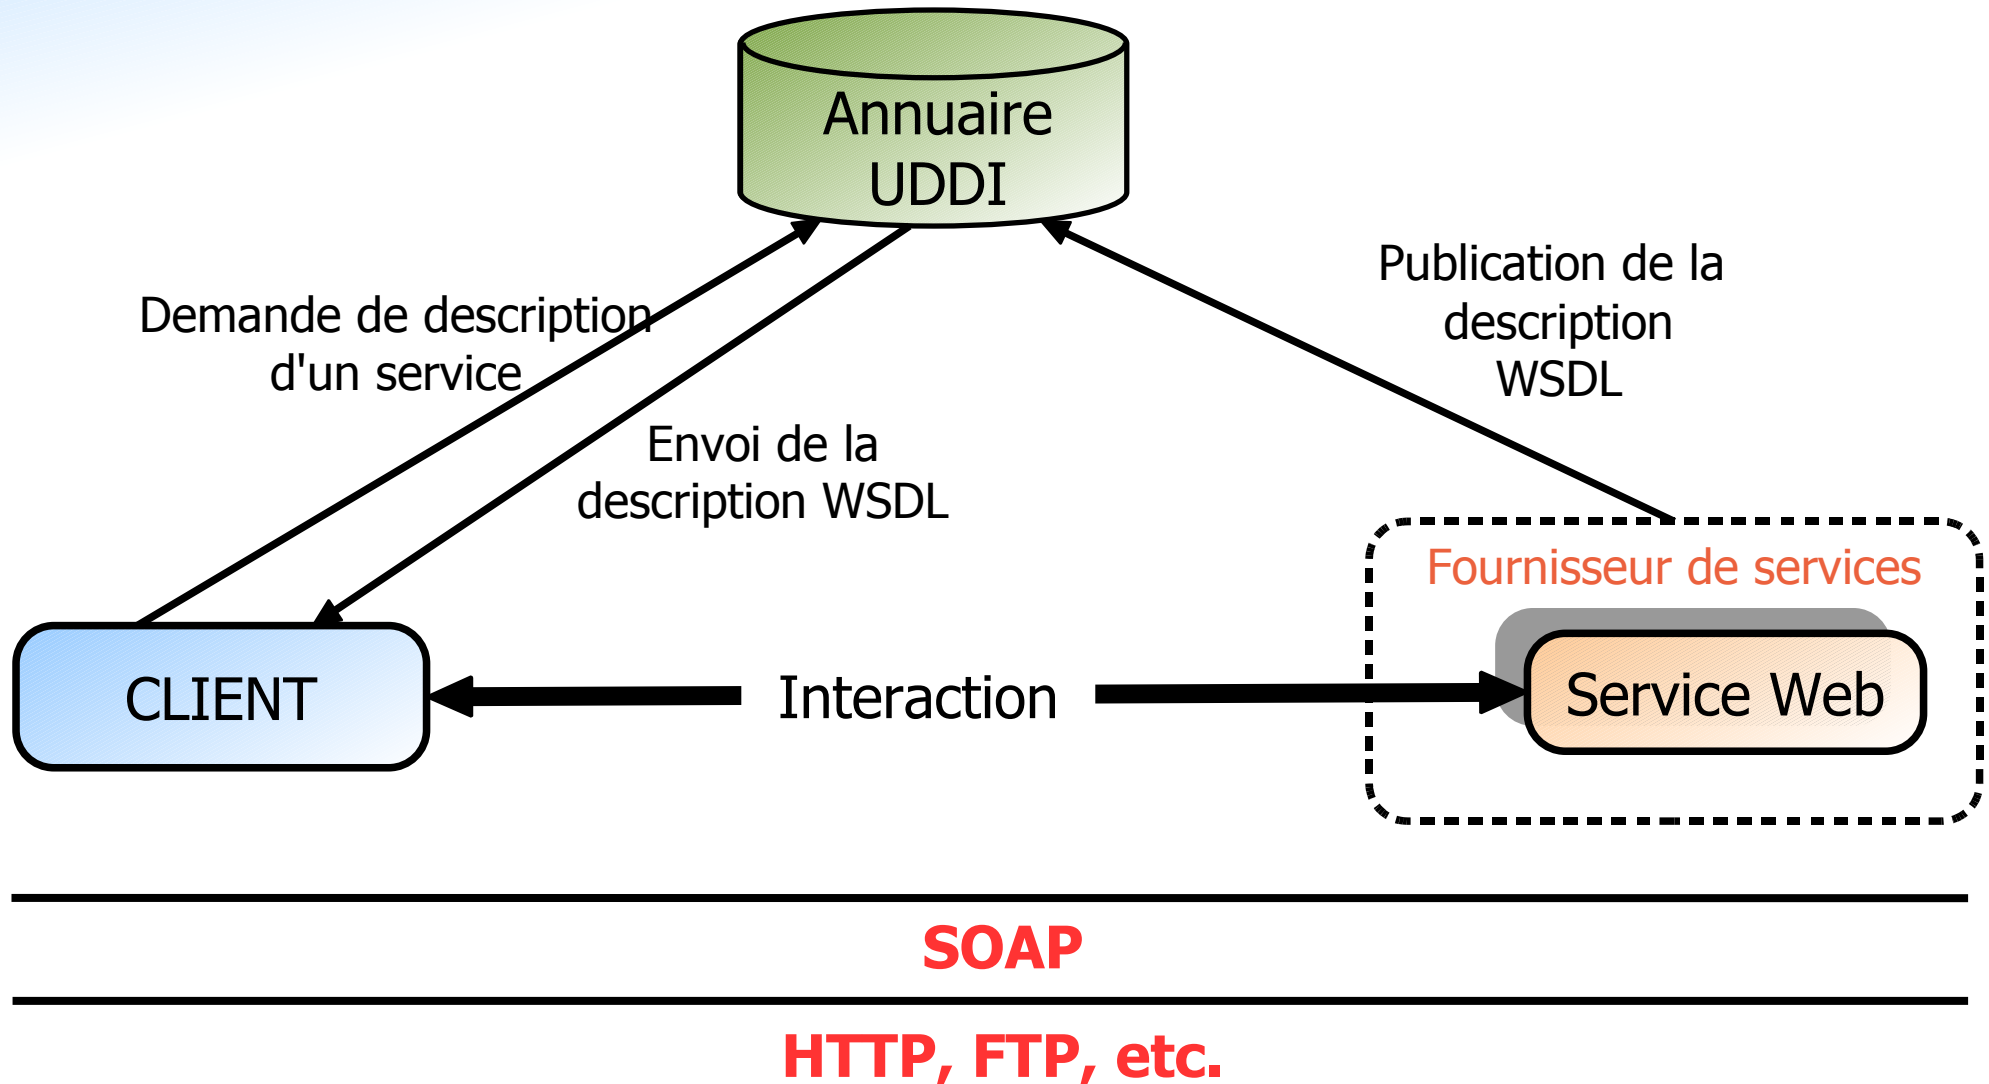 Annuaire
UDDI
Demande de description
d'un service
Envoi de la
description WSDL
Publication de la
description
WSDL
Fournisseur de services
CLIENT
Interaction
Service Web
SOAP
HTTP, FTP, etc.